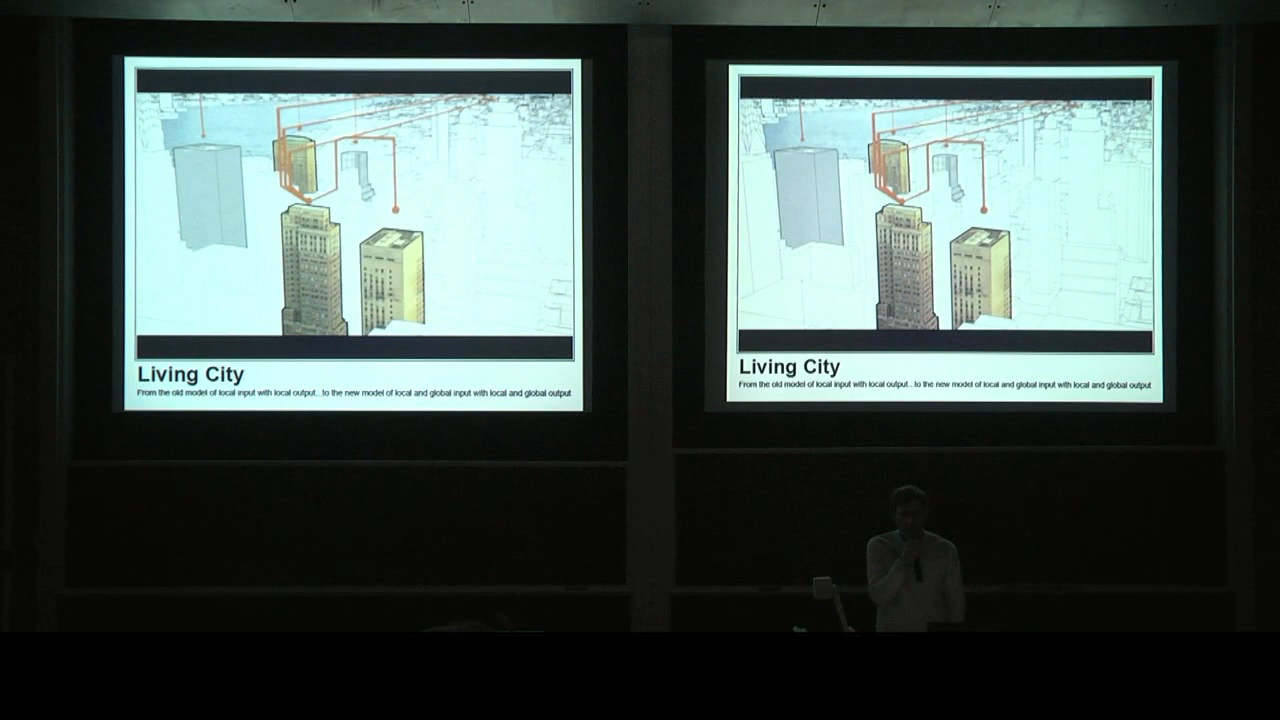 Living City
From the old model of local input with local output...to the new model of local and global input with local and global output
Living City
From the old model of local input with local output...to the new model of local and global input with local and global output